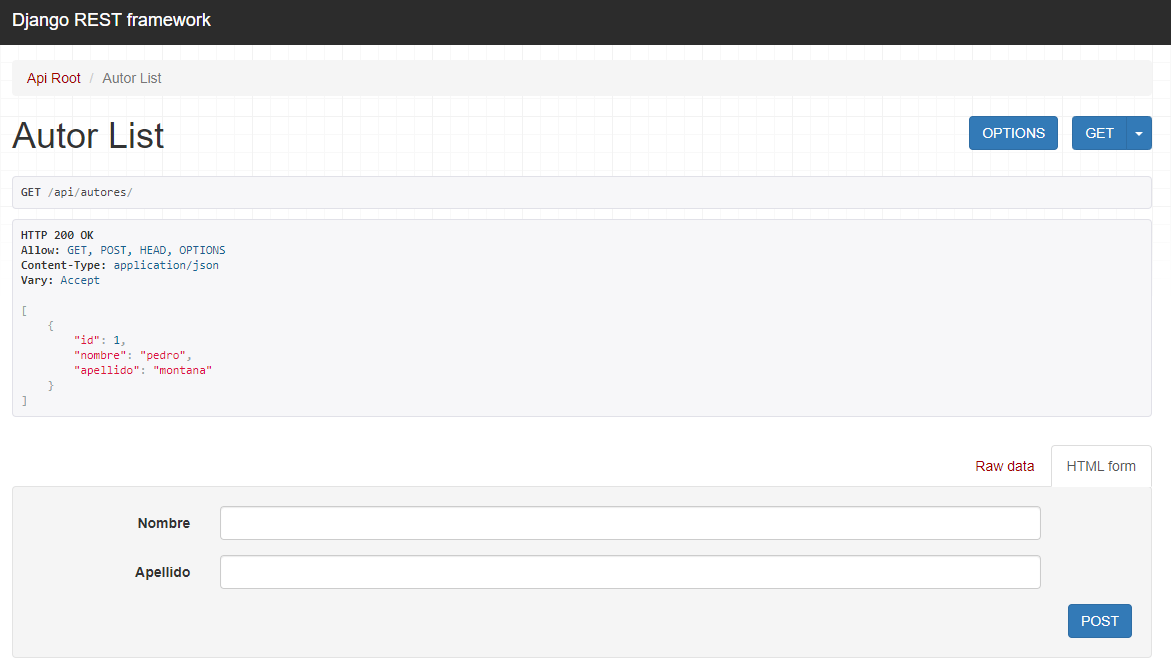 Django REST framework
Api Root / Autor List
Autor List
OPTIONS
GET
GET /api/autores/
HTTP 200 OK
Allow: GET, POST, HEAD, OPTIONS
Content-Type: application/json
Vary: Accept
[
    {
        "id": 1,
        "nombre": "pedro",
        "apellido": "montana"
    }
]
Raw data
HTML form
Nombre
Apellido
POST